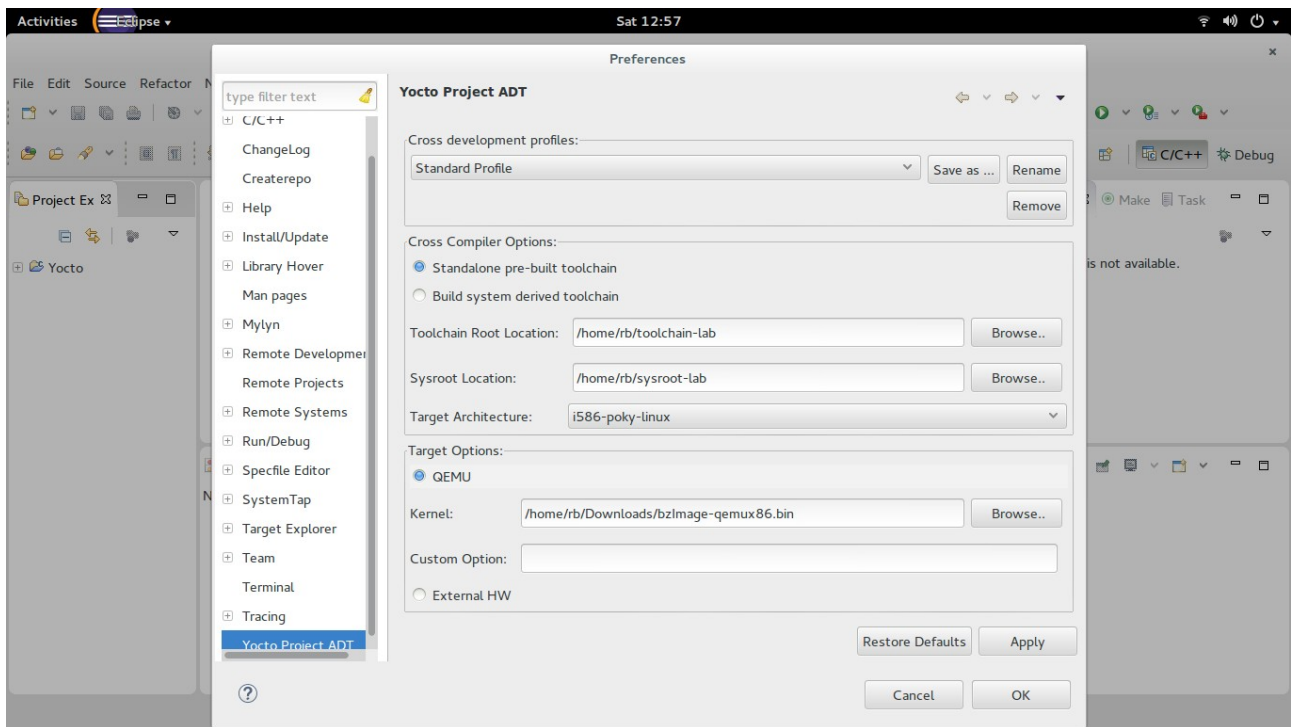 Activities Eclipse Sat 12:57
Preferences
File Edit Source Refactor N
type filter text
Yocto Project ADT
C/C++
ChangeLog
Createrepo
Help
Install/Update
Library Hover
Man pages
Mylyn
Remote Developmen
Remote Projects
Remote Systems
Run/Debug
Specfile Editor
SystemTap
Target Explorer
Team
Terminal
Tracing
Yocto Project ADT
Cross development profiles:
Standard Profile Save as ... Rename
Remove
Cross Compiler Options:
Standalone pre-built toolchain
Build system derived toolchain
Toolchain Root Location: /home/rb/toolchain-lab Browse..
Sysroot Location: /home/rb/sysroot-lab Browse..
Target Architecture: i586-poky-linux
Target Options:
QEMU
Kernel: /home/rb/Downloads/bzImage-qemux86.bin Browse..
Custom Option:
External HW
Restore Defaults Apply
Cancel OK
Project Ex
Yocto
N
C/C++ Debug
Make Task
is not available.